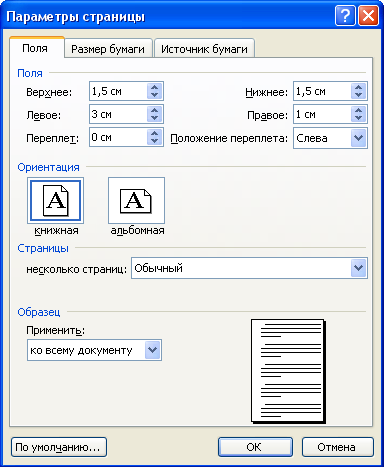 Параметры страницы
Поля Размер бумаги Источник бумаги
Поля
Верхнее: 1,5 см Нижнее: 1,5 см
Левое: 3 см Правое: 1 см
Переплет: 0 см Положение переплета: Слева
Ориентация
A A
книжная альбомная
Страницы
несколько страниц: Обычный
Образец
Применить:
ко всему документу
По умолчанию... ОК Отмена